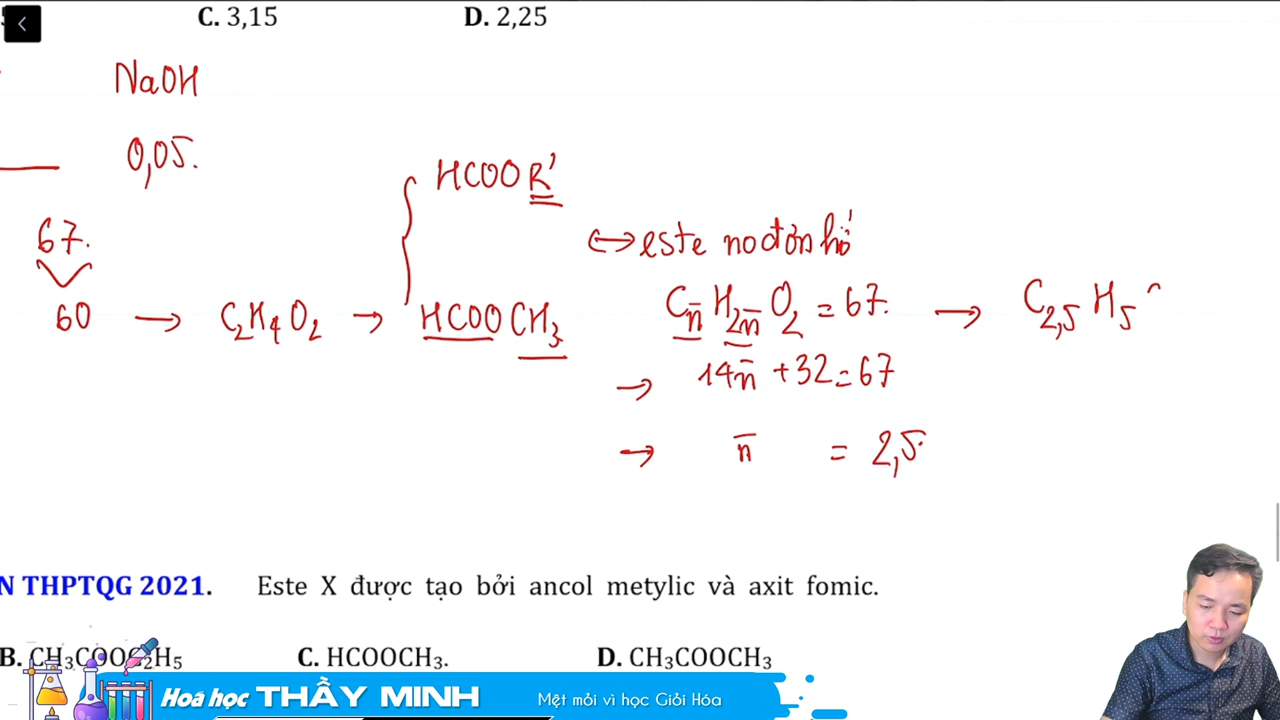 C. 3,15 D. 2,25
NaOH
0,05.
HCOOR'
67.
⟷ este no đơn hở
60 → C₂H₄O₂ → HCOOCH₃
Cn̄H₂n̄O₂ = 67. → C₂,₅H₅
→ 14n̄ + 32 = 67
→ n̄ = 2,5.
N THPTQG 2021. Este X được tạo bởi ancol metylic và axit fomic.
B. CH₃COOC₂H₅ C. HCOOCH₃. D. CH₃COOCH₃
Hoá học THẦY MINH Mệt mỏi vì học Giỏi Hóa